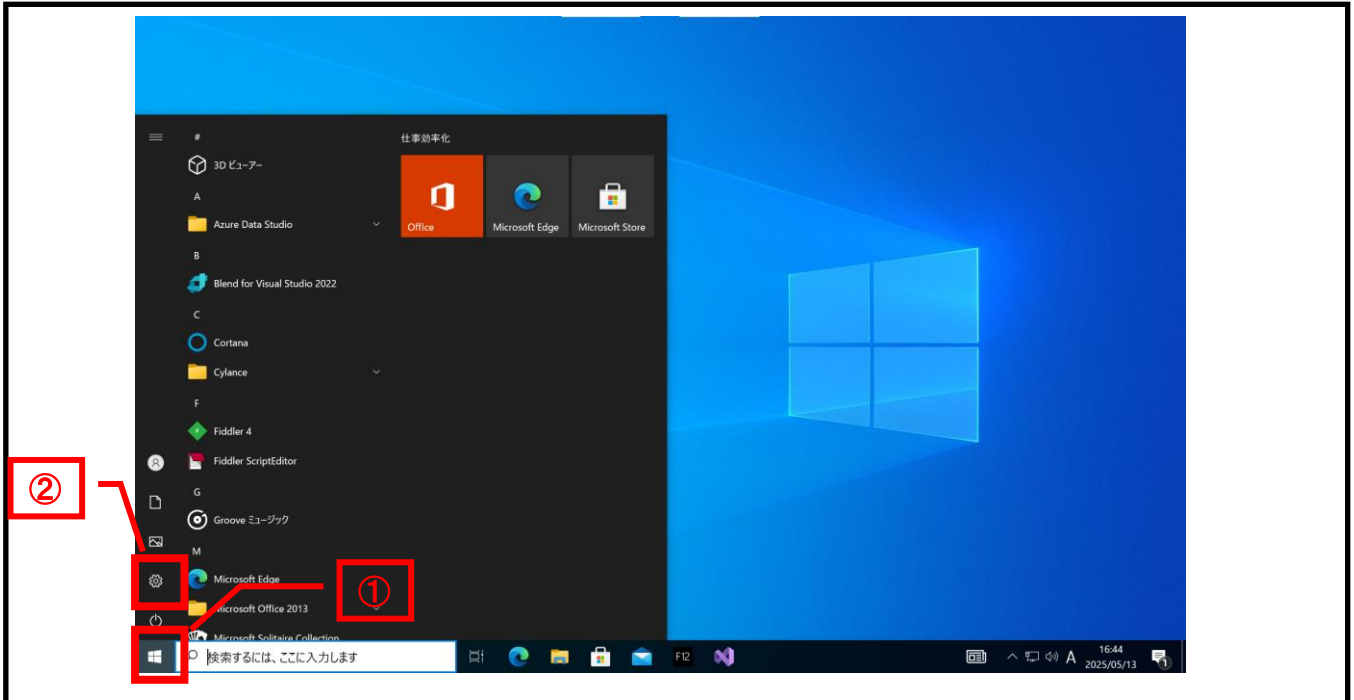 #
仕事効率化
3D ビューアー
A
Azure Data Studio
Office
Microsoft Edge
Microsoft Store
B
Blend for Visual Studio 2022
C
Cortana
Cylance
F
Fiddler 4
Fiddler ScriptEditor
②
G
Groove ミュージック
M
Microsoft Edge
①
Microsoft Office 2013
Microsoft Solitaire Collection
検索するには、ここに入力します
F12
A
16:44
2025/05/13
1